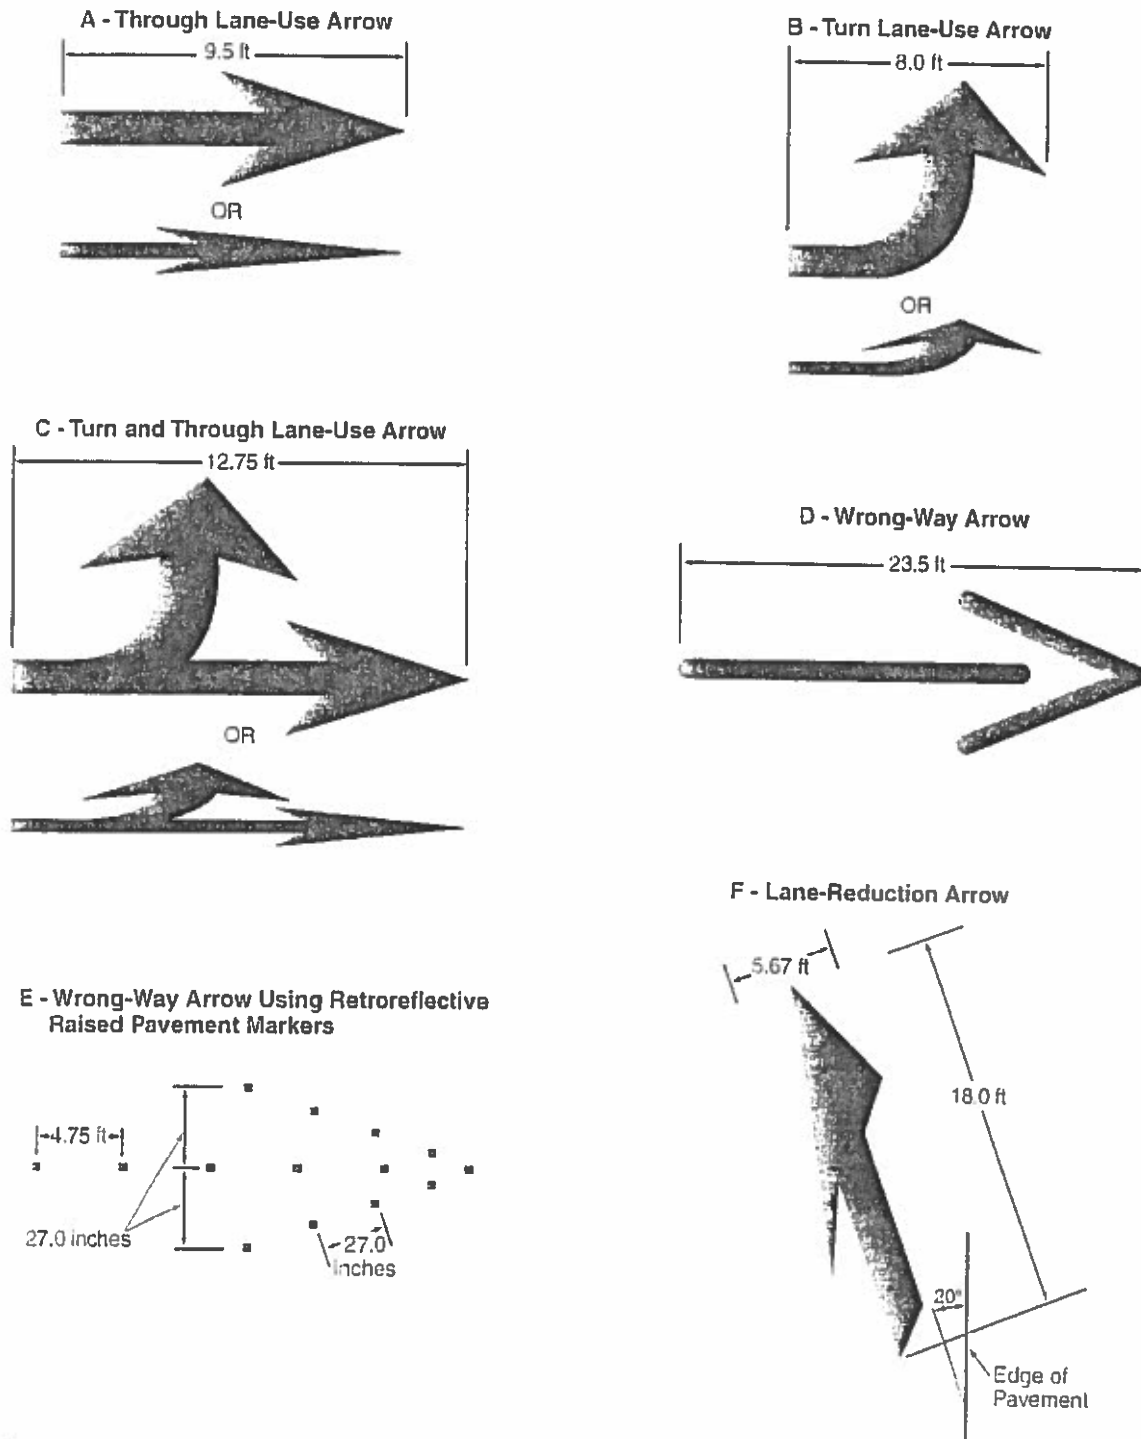 A - Through Lane-Use Arrow
9.5 ft
OR
B - Turn Lane-Use Arrow
8.0 ft
OR
C - Turn and Through Lane-Use Arrow
12.75 ft
OR
D - Wrong-Way Arrow
23.5 ft
E - Wrong-Way Arrow Using Retroreflective
Raised Pavement Markers
4.75 ft
27.0 inches
27.0
inches
F - Lane-Reduction Arrow
5.67 ft
18.0 ft
20°
Edge of
Pavement